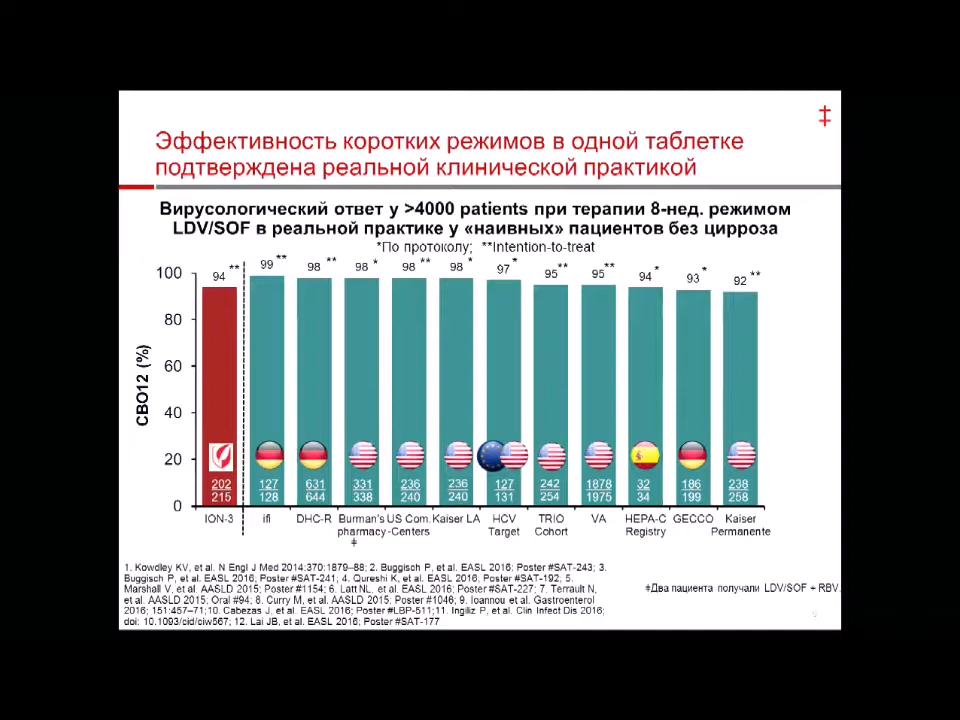 ‡
Эффективность коротких режимов в одной таблетке
подтверждена реальной клинической практикой
Вирусологический ответ у >4000 patients при терапии 8-нед. режимом
LDV/SOF в реальной практике у «наивных» пациентов без цирроза
*По протоколу; **Intention-to-treat
СВО12 (%)
100
80
60
40
20
0
94 **
99 **
98 **
98 *
98 **
98 *
97 *
95 **
95 **
94 *
93 *
92 **
202 127 631 331 236 236 127 242 1878 32 186 238
215 128 644 338 240 240 131 254 1975 34 199 258
ION-3 ifi DHC-R Burman's US Com. Kaiser LA HCV TRIO VA HEPA-C GECCO Kaiser
pharmacy -Centers Target Cohort Registry Permanente
ǂ
1. Kowdley KV, et al. N Engl J Med 2014:370:1879–88; 2. Buggisch P, et al. EASL 2016; Poster #SAT-243; 3.
Buggisch P, et al. EASL 2016; Poster #SAT-241; 4. Qureshi K, et al. EASL 2016; Poster #SAT-192; 5.
Marshall V, et al. AASLD 2015; Poster #1154; 6. Latt NL, et al. EASL 2016; Poster #SAT-227; 7. Terrault N,
et al. AASLD 2015; Oral #94; 8. Curry M, et al. AASLD 2015; Poster #1046; 9. Ioannou et al. Gastroenterol
2016; 151:457–71;10. Cabezas J, et al. EASL 2016; Poster #LBP-511;11. Ingiliz P, et al. Clin Infect Dis 2016;
doi: 10.1093/cid/ciw567; 12. Lai JB, et al. EASL 2016; Poster #SAT-177
ǂДва пациента получали LDV/SOF + RBV.